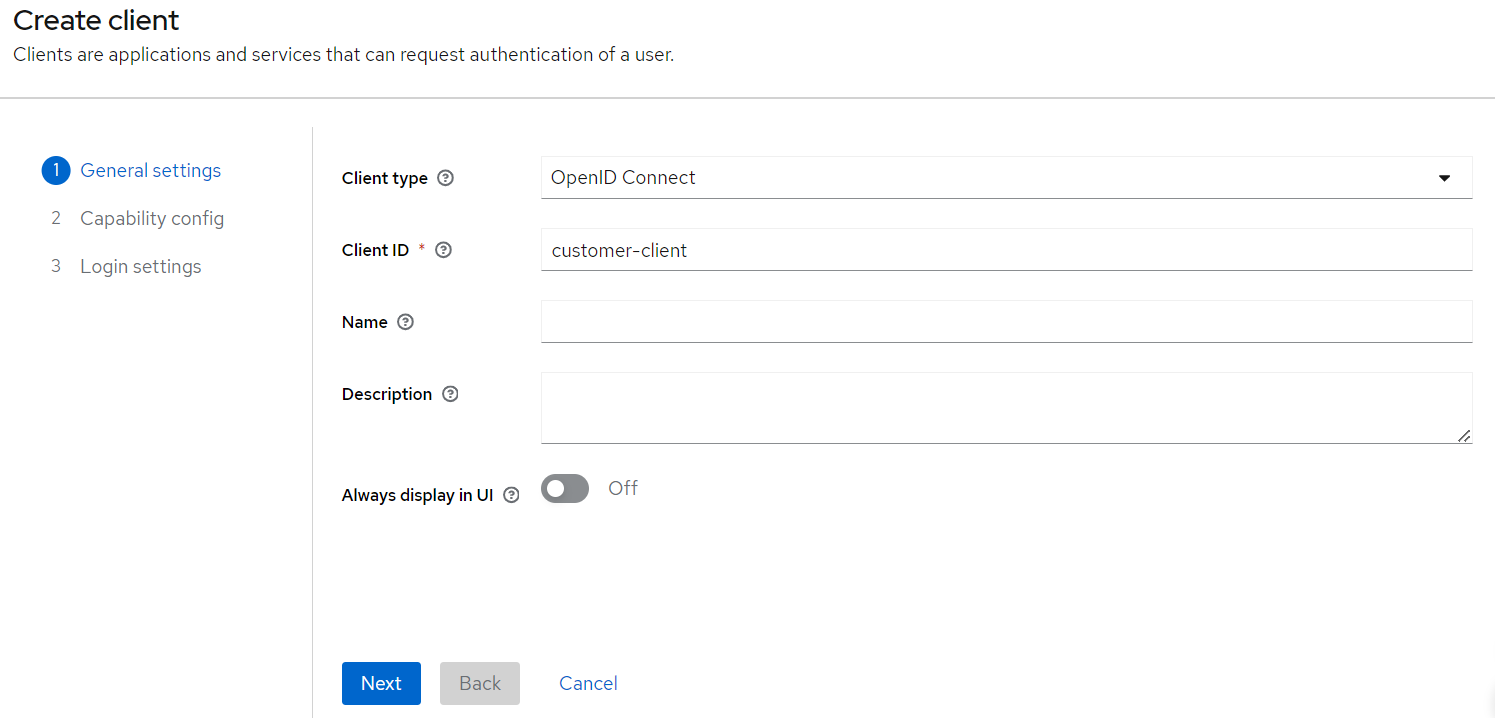 Create client
Clients are applications and services that can request authentication of a user.
1 General settings
2 Capability config
3 Login settings
Client type ? OpenID Connect
Client ID * ? customer-client
Name ?
Description ?
Always display in UI ? Off
Next Back Cancel